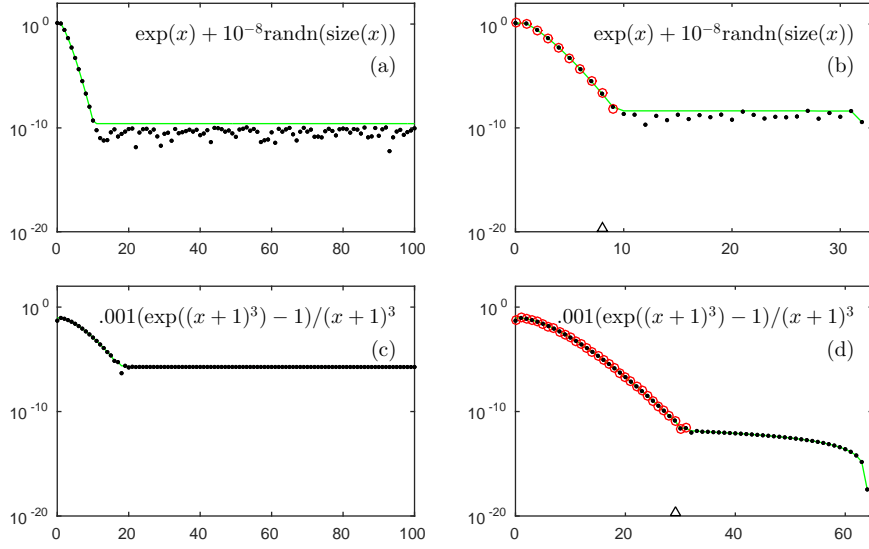 10^0
10^-10
10^-20
0 20 40 60 80 100
exp(x) + 10^−8randn(size(x))
(a)
10^0
10^-10
10^-20
0 10 20 30
exp(x) + 10^−8randn(size(x))
(b)
10^0
10^-10
10^-20
0 20 40 60 80 100
.001(exp((x + 1)^3) − 1)/(x + 1)^3
(c)
10^0
10^-10
10^-20
0 20 40 60
.001(exp((x + 1)^3) − 1)/(x + 1)^3
(d)